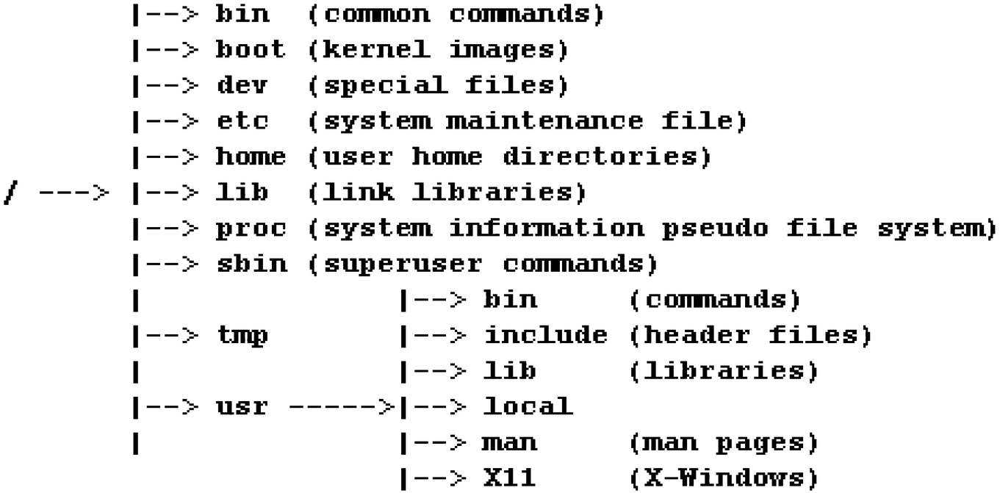 |--> bin  (common commands)
|--> boot (kernel images)
|--> dev  (special files)
|--> etc  (system maintenance file)
|--> home (user home directories)
/ ---> |--> lib  (link libraries)
|--> proc (system information pseudo file system)
|--> sbin (superuser commands)
|              |--> bin     (commands)
|--> tmp       |--> include (header files)
|              |--> lib     (libraries)
|--> usr ----->|--> local
|              |--> man     (man pages)
|--> X11     (X-Windows)